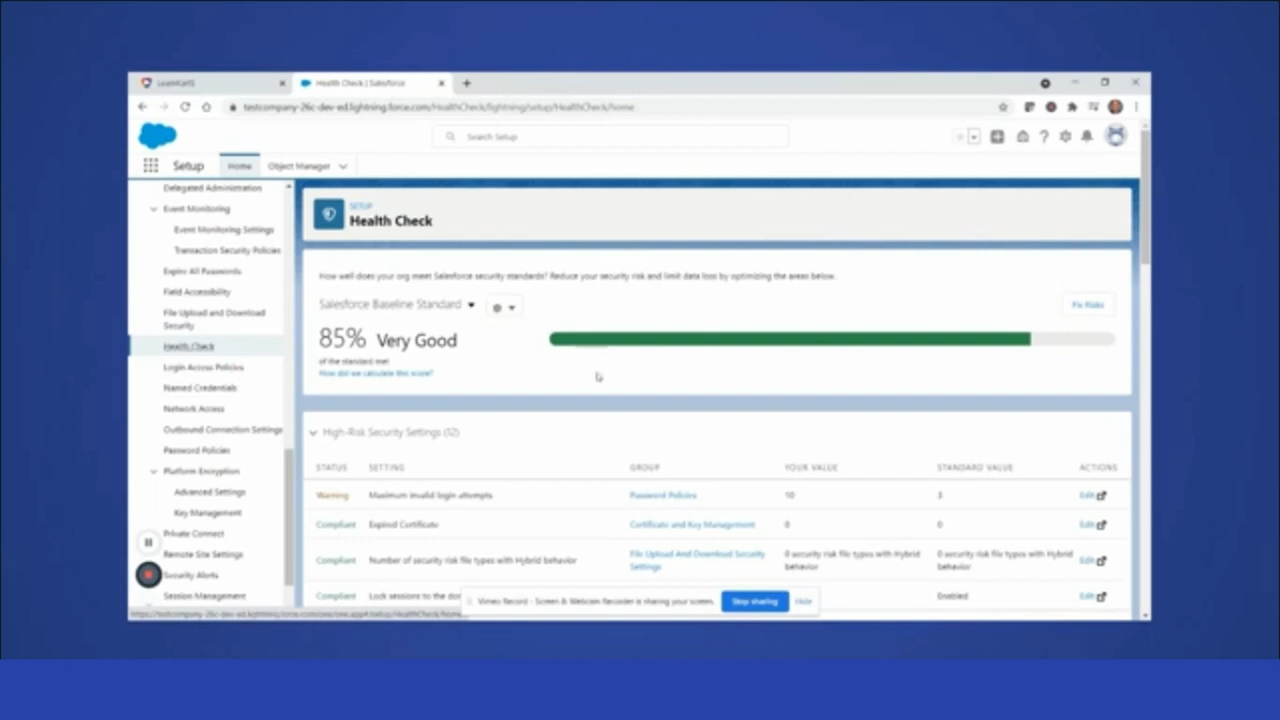 LearnKartS
Health Check | Salesforce
testcompany-26c-dev-ed.lightning.force.com/HealthCheck/lightning/setup/HealthCheck/home
Search Setup
Setup
Home
Object Manager
Delegated Administration
Event Monitoring
Event Monitoring Settings
Transaction Security Policies
Expire All Passwords
Field Accessibility
File Upload and Download
Security
Health Check
Login Access Policies
Named Credentials
Network Access
Outbound Connection Settings
Password Policies
Platform Encryption
Advanced Settings
Key Management
Private Connect
Remote Site Settings
Security Alerts
Session Management
SETUP
Health Check
How well does your org meet Salesforce security standards? Reduce your security risk and limit data loss by optimizing the areas below.
Salesforce Baseline Standard
Fix Risks
85% Very Good
of the standard met
How did we calculate this score?
High-Risk Security Settings (12)
STATUS SETTING GROUP YOUR VALUE STANDARD VALUE ACTIONS
Warning Maximum invalid login attempts Password Policies 10 3 Edit
Compliant Expired Certificate Certificate and Key Management 0 0 Edit
Compliant Number of security risk file types with Hybrid behavior File Upload And Download Security Settings 0 security risk file types with Hybrid behavior 0 security risk file types with Hybrid behavior Edit
Compliant Lock sessions to the Enabled Edit
Vimeo Record - Screen & Webcam Recorder is sharing your screen. Stop sharing Hide